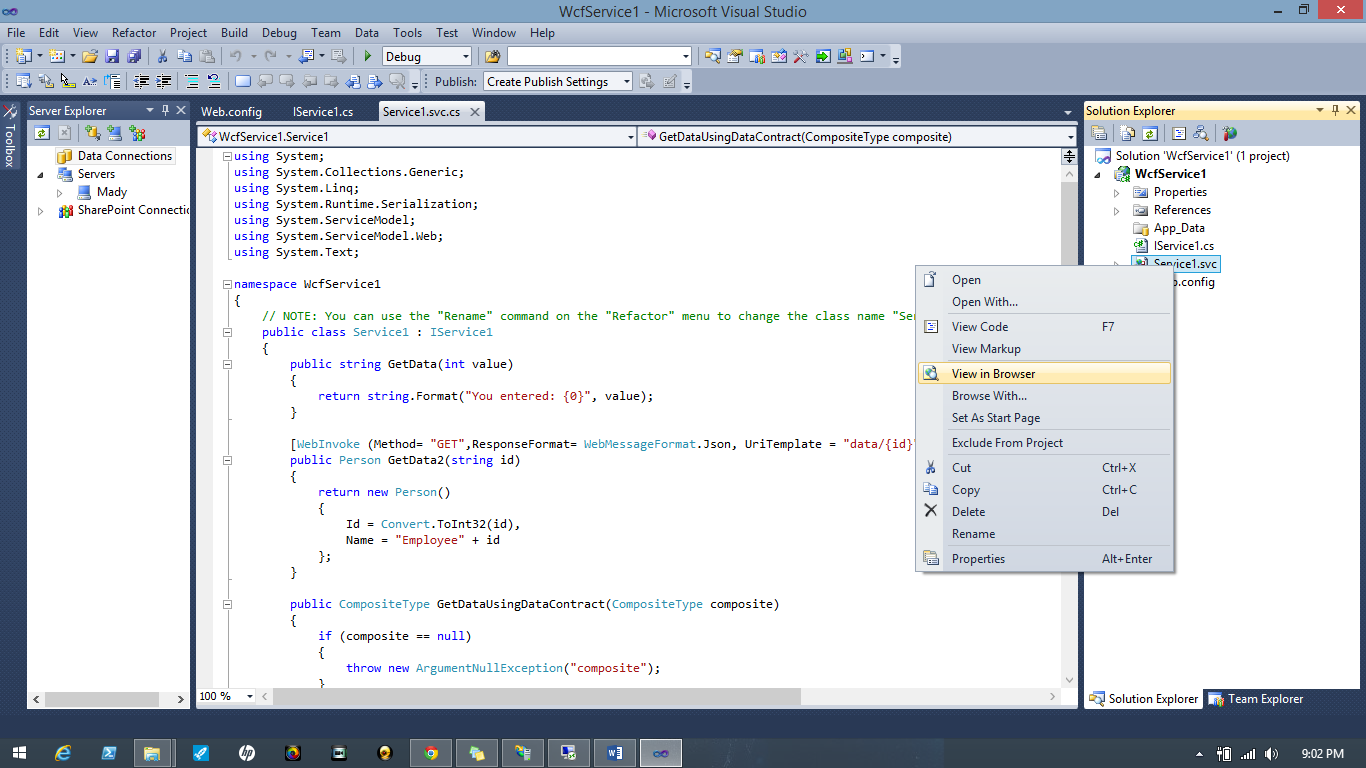 WcfService1 - Microsoft Visual Studio
File Edit View Refactor Project Build Debug Team Data Tools Test Window Help
Debug
Publish: Create Publish Settings
Toolbox
Server Explorer
Data Connections
Servers
Mady
SharePoint Connectic
Web.config IService1.cs Service1.svc.cs
WcfService1.Service1 GetDataUsingDataContract(CompositeType composite)
using System;
using System.Collections.Generic;
using System.Linq;
using System.Runtime.Serialization;
using System.ServiceModel;
using System.ServiceModel.Web;
using System.Text;
namespace WcfService1
{
// NOTE: You can use the "Rename" command on the "Refactor" menu to change the class name "Se
public class Service1 : IService1
{
public string GetData(int value)
{
return string.Format("You entered: {0}", value);
}
[WebInvoke (Method= "GET",ResponseFormat= WebMessageFormat.Json, UriTemplate = "data/{id}"
public Person GetData2(string id)
{
return new Person()
{
Id = Convert.ToInt32(id),
Name = "Employee" + id
};
}
public CompositeType GetDataUsingDataContract(CompositeType composite)
{
if (composite == null)
{
throw new ArgumentNullException("composite");
}
100 %
Solution Explorer
Solution 'WcfService1' (1 project)
WcfService1
Properties
References
App_Data
IService1.cs
Service1.svc
.config
Open
Open With...
View Code F7
View Markup
View in Browser
Browse With...
Set As Start Page
Exclude From Project
Cut Ctrl+X
Copy Ctrl+C
Delete Del
Rename
Properties Alt+Enter
Solution Explorer Team Explorer
9:02 PM